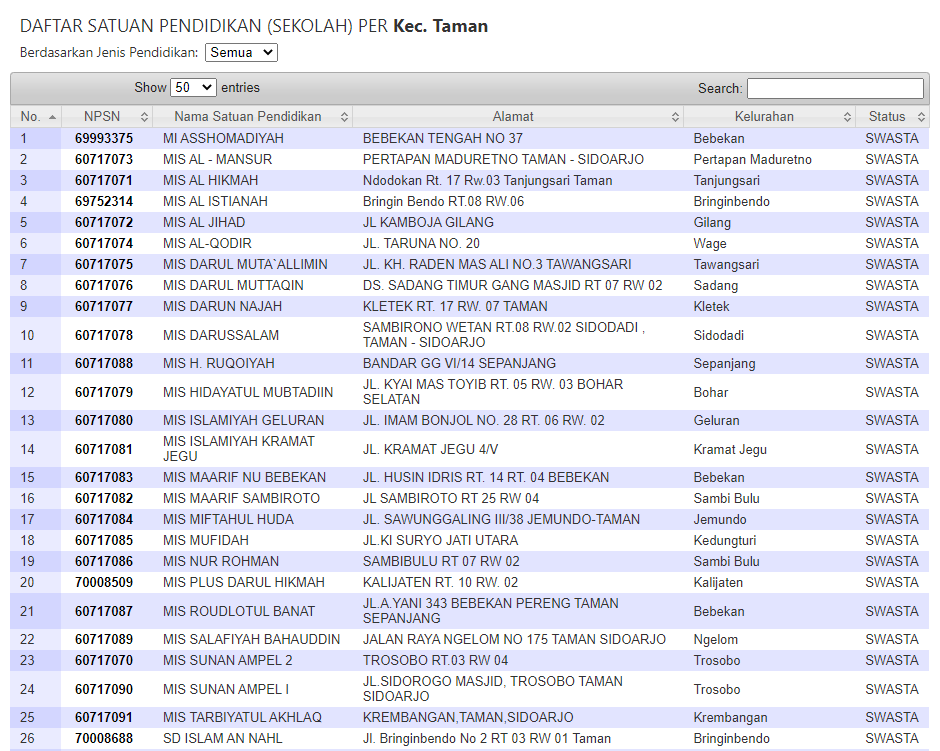 DAFTAR SATUAN PENDIDIKAN (SEKOLAH) PER Kec. Taman
Berdasarkan Jenis Pendidikan: Semua
Show 50 entries Search:
No. NPSN Nama Satuan Pendidikan Alamat Kelurahan Status
1 69993375 MI ASSHOMADIYAH BEBEKAN TENGAH NO 37 Bebekan SWASTA
2 60717073 MIS AL - MANSUR PERTAPAN MADURETNO TAMAN - SIDOARJO Pertapan Maduretno SWASTA
3 60717071 MIS AL HIKMAH Ndodokan Rt. 17 Rw.03 Tanjungsari Taman Tanjungsari SWASTA
4 69752314 MIS AL ISTIANAH Bringin Bendo RT.08 RW.06 Bringinbendo SWASTA
5 60717072 MIS AL JIHAD JL KAMBOJA GILANG Gilang SWASTA
6 60717074 MIS AL-QODIR JL. TARUNA NO. 20 Wage SWASTA
7 60717075 MIS DARUL MUTA`ALLIMIN JL. KH. RADEN MAS ALI NO.3 TAWANGSARI Tawangsari SWASTA
8 60717076 MIS DARUL MUTTAQIN DS. SADANG TIMUR GANG MASJID RT 07 RW 02 Sadang SWASTA
9 60717077 MIS DARUN NAJAH KLETEK RT. 17 RW. 07 TAMAN Kletek SWASTA
10 60717078 MIS DARUSSALAM SAMBIRONO WETAN RT.08 RW.02 SIDODADI ,
TAMAN - SIDOARJO Sidodadi SWASTA
11 60717088 MIS H. RUQOIYAH BANDAR GG VI/14 SEPANJANG Sepanjang SWASTA
12 60717079 MIS HIDAYATUL MUBTADIIN JL. KYAI MAS TOYIB RT. 05 RW. 03 BOHAR
SELATAN Bohar SWASTA
13 60717080 MIS ISLAMIYAH GELURAN JL. IMAM BONJOL NO. 28 RT. 06 RW. 02 Geluran SWASTA
14 60717081 MIS ISLAMIYAH KRAMAT
JEGU JL. KRAMAT JEGU 4/V Kramat Jegu SWASTA
15 60717083 MIS MAARIF NU BEBEKAN JL. HUSIN IDRIS RT. 14 RT. 04 BEBEKAN Bebekan SWASTA
16 60717082 MIS MAARIF SAMBIROTO JL SAMBIROTO RT 25 RW 04 Sambi Bulu SWASTA
17 60717084 MIS MIFTAHUL HUDA JL. SAWUNGGALING III/38 JEMUNDO-TAMAN Jemundo SWASTA
18 60717085 MIS MUFIDAH JL.KI SURYO JATI UTARA Kedungturi SWASTA
19 60717086 MIS NUR ROHMAN SAMBIBULU RT 07 RW 02 Sambi Bulu SWASTA
20 70008509 MIS PLUS DARUL HIKMAH KALIJATEN RT. 10 RW. 02 Kalijaten SWASTA
21 60717087 MIS ROUDLOTUL BANAT JL.A.YANI 343 BEBEKAN PERENG TAMAN
SEPANJANG Bebekan SWASTA
22 60717089 MIS SALAFIYAH BAHAUDDIN JALAN RAYA NGELOM NO 175 TAMAN SIDOARJO Ngelom SWASTA
23 60717070 MIS SUNAN AMPEL 2 TROSOBO RT.03 RW 04 Trosobo SWASTA
24 60717090 MIS SUNAN AMPEL I JL.SIDOROGO MASJID, TROSOBO TAMAN
SIDOARJO Trosobo SWASTA
25 60717091 MIS TARBIYATUL AKHLAQ KREMBANGAN,TAMAN,SIDOARJO Krembangan SWASTA
26 70008688 SD ISLAM AN NAHL Jl. Bringinbendo No 2 RT 03 RW 01 Taman Bringinbendo SWASTA